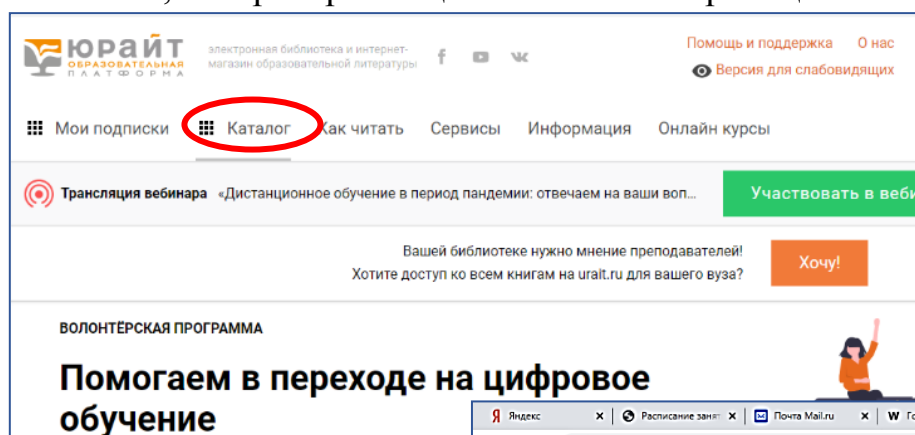 юрайт
ОБРАЗОВАТЕЛЬНАЯ
ПЛАТФОРМА
электронная библиотека и интернет-
магазин образовательной литературы
Помощь и поддержка О нас
Версия для слабовидящих
Мои подписки Каталог Как читать Сервисы Информация Онлайн курсы
Трансляция вебинара «Дистанционное обучение в период пандемии: отвечаем на ваши воп...
Участвовать в веби
Вашей библиотеке нужно мнение преподавателей!
Хотите доступ ко всем книгам на urait.ru для вашего вуза?
Хочу!
ВОЛОНТЁРСКАЯ ПРОГРАММА
Помогаем в переходе на цифровое
обучение
Яндекс Расписание занят Почта Mail.ru